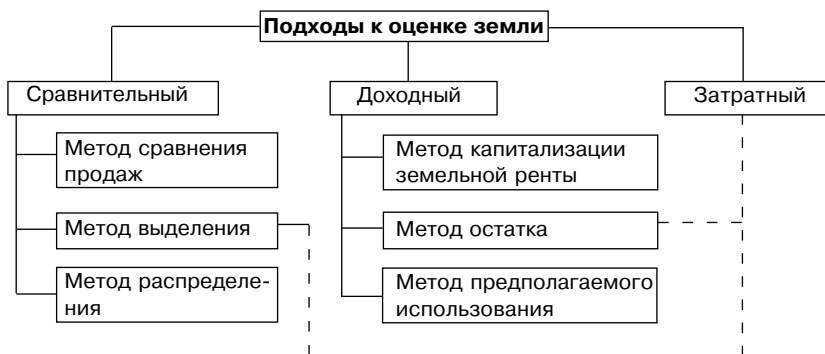 Подходы к оценке земли
Сравнительный
Доходный
Затратный
Метод сравнения
продаж
Метод выделения
Метод распределе-
ния
Метод капитализации
земельной ренты
Метод остатка
Метод предполагаемого
использования